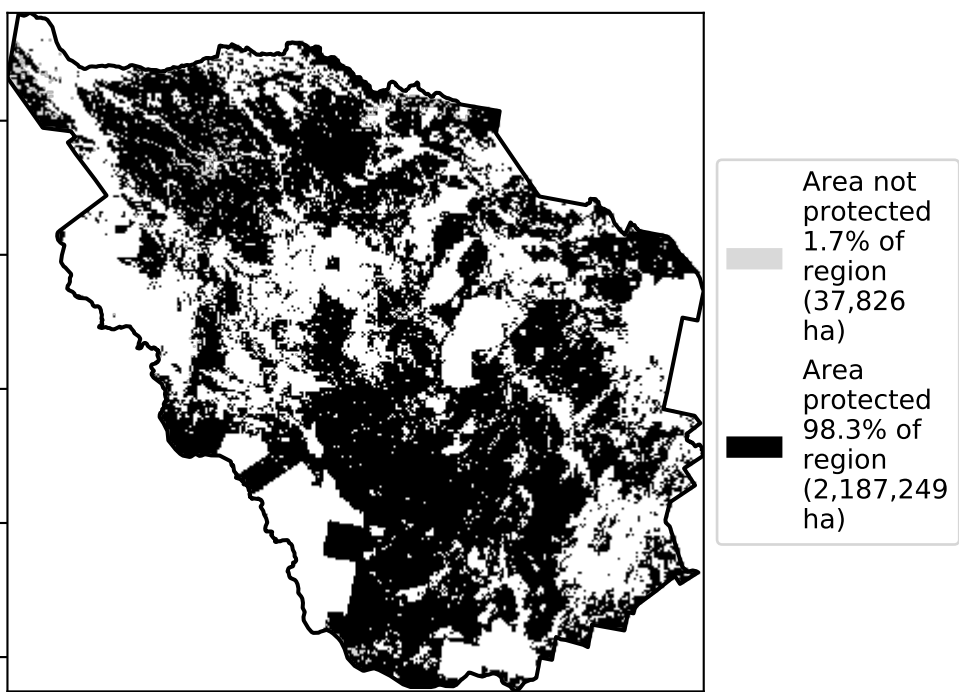 Area not
protected
1.7% of
region
(37,826
ha)
Area
protected
98.3% of
region
(2,187,249
ha)